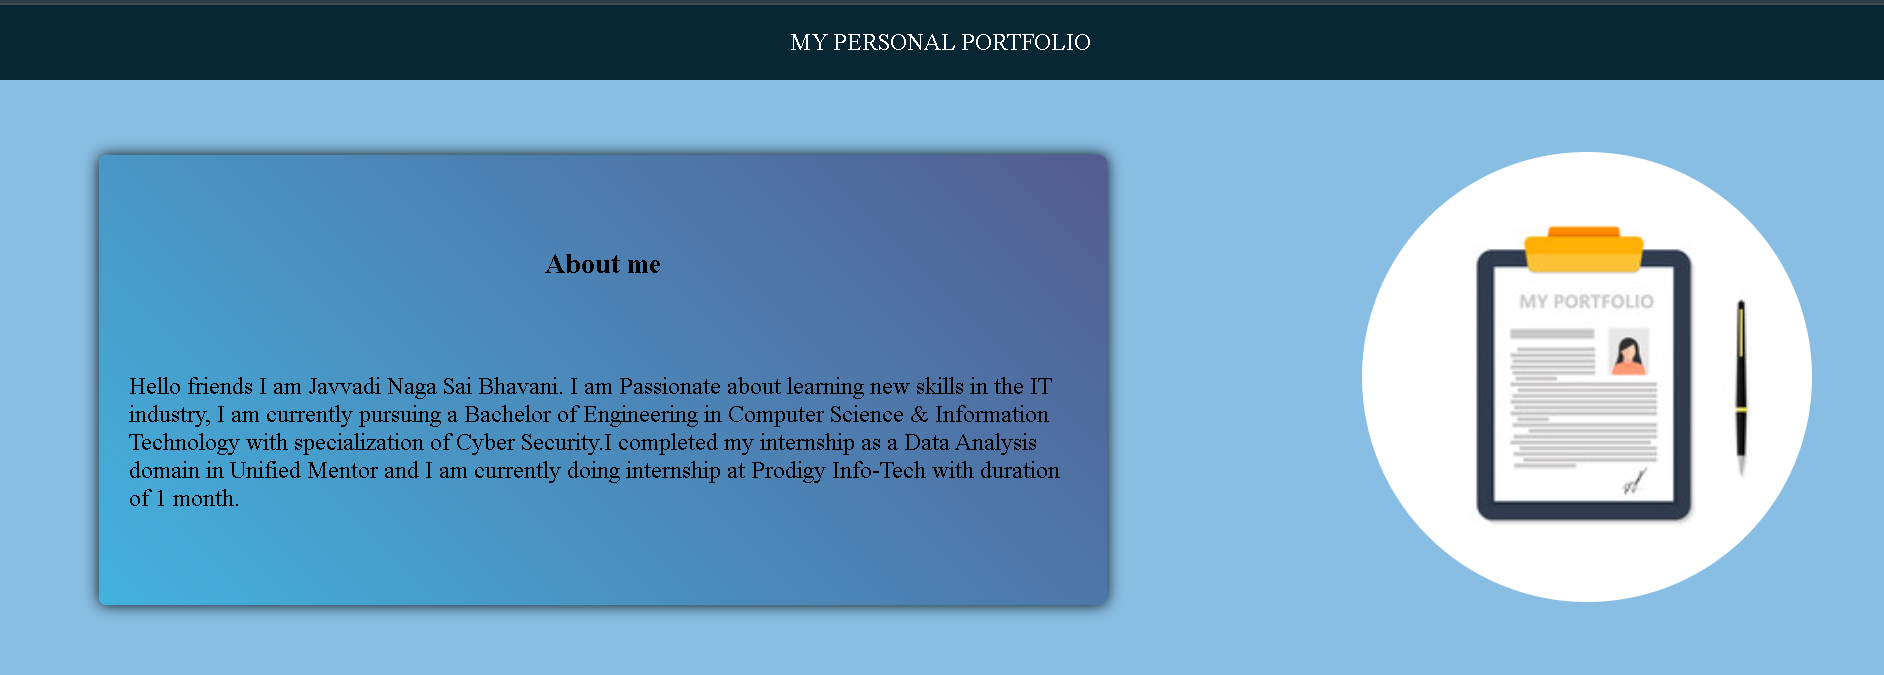 MY PERSONAL PORTFOLIO
About me
Hello friends I am Javvadi Naga Sai Bhavani. I am Passionate about learning new skills in the IT
industry, I am currently pursuing a Bachelor of Engineering in Computer Science & Information
Technology with specialization of Cyber Security.I completed my internship as a Data Analysis
domain in Unified Mentor and I am currently doing internship at Prodigy Info-Tech with duration
of 1 month.
MY PORTFOLIO